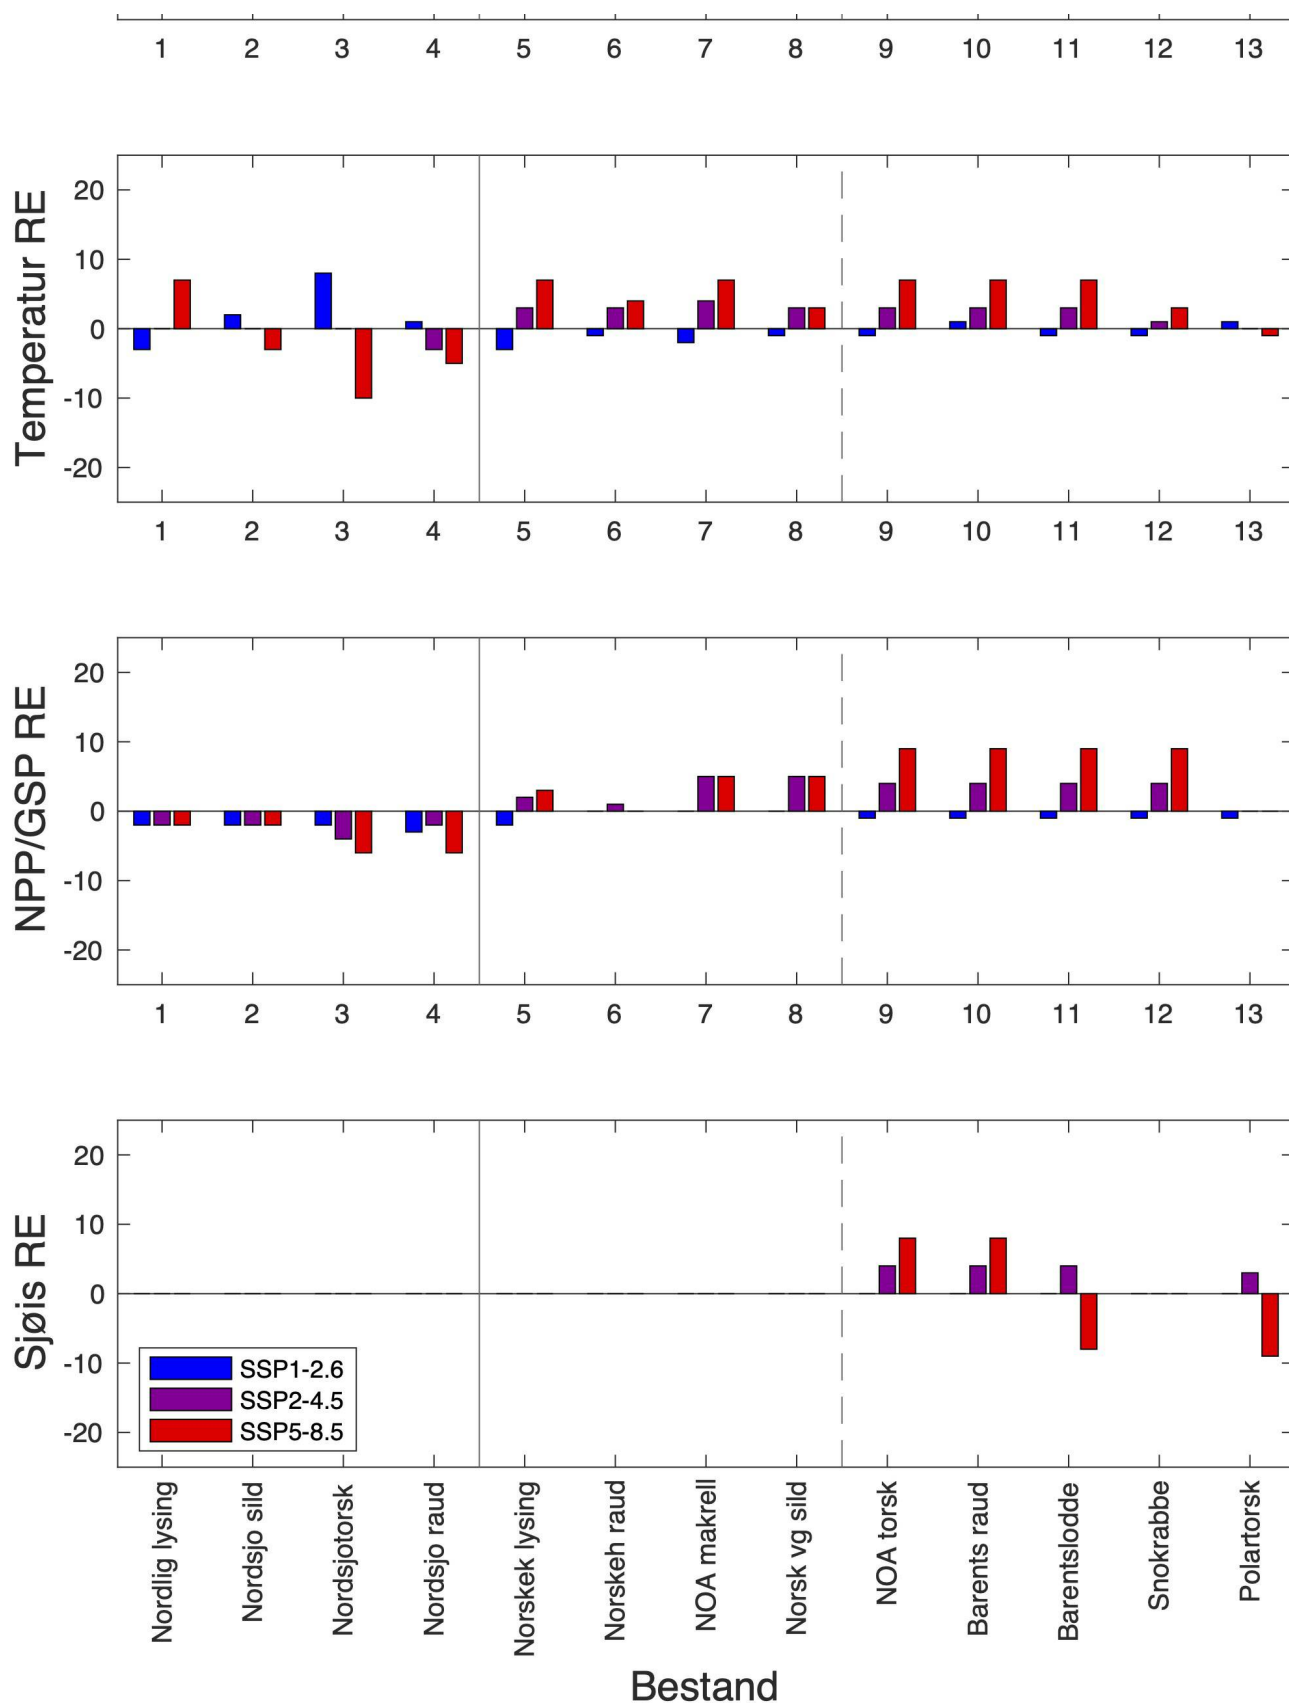 1 2 3 4 5 6 7 8 9 10 11 12 13
Temperatur RE
20
10
0
-10
-20
1 2 3 4 5 6 7 8 9 10 11 12 13
NPP/GSP RE
20
10
0
-10
-20
1 2 3 4 5 6 7 8 9 10 11 12 13
Sjøis RE
20
10
0
-10
-20
SSP1-2.6
SSP2-4.5
SSP5-8.5
Nordlig lysing
Nordsjo sild
Nordsjotorsk
Nordsjo raud
Norskek lysing
Norskeh raud
NOA makrell
Norsk vg sild
NOA torsk
Barents raud
Barentslodde
Snokrabbe
Polartorsk
Bestand